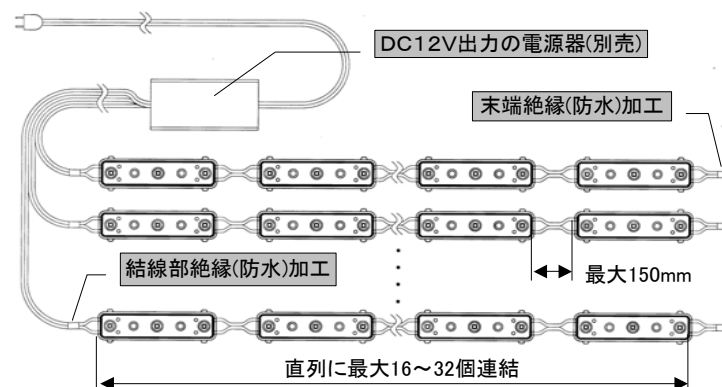 DC12V出力の電源器(別売)
末端絶縁(防水)加工
結線部絶縁(防水)加工
最大150mm
直列に最大16～32個連結